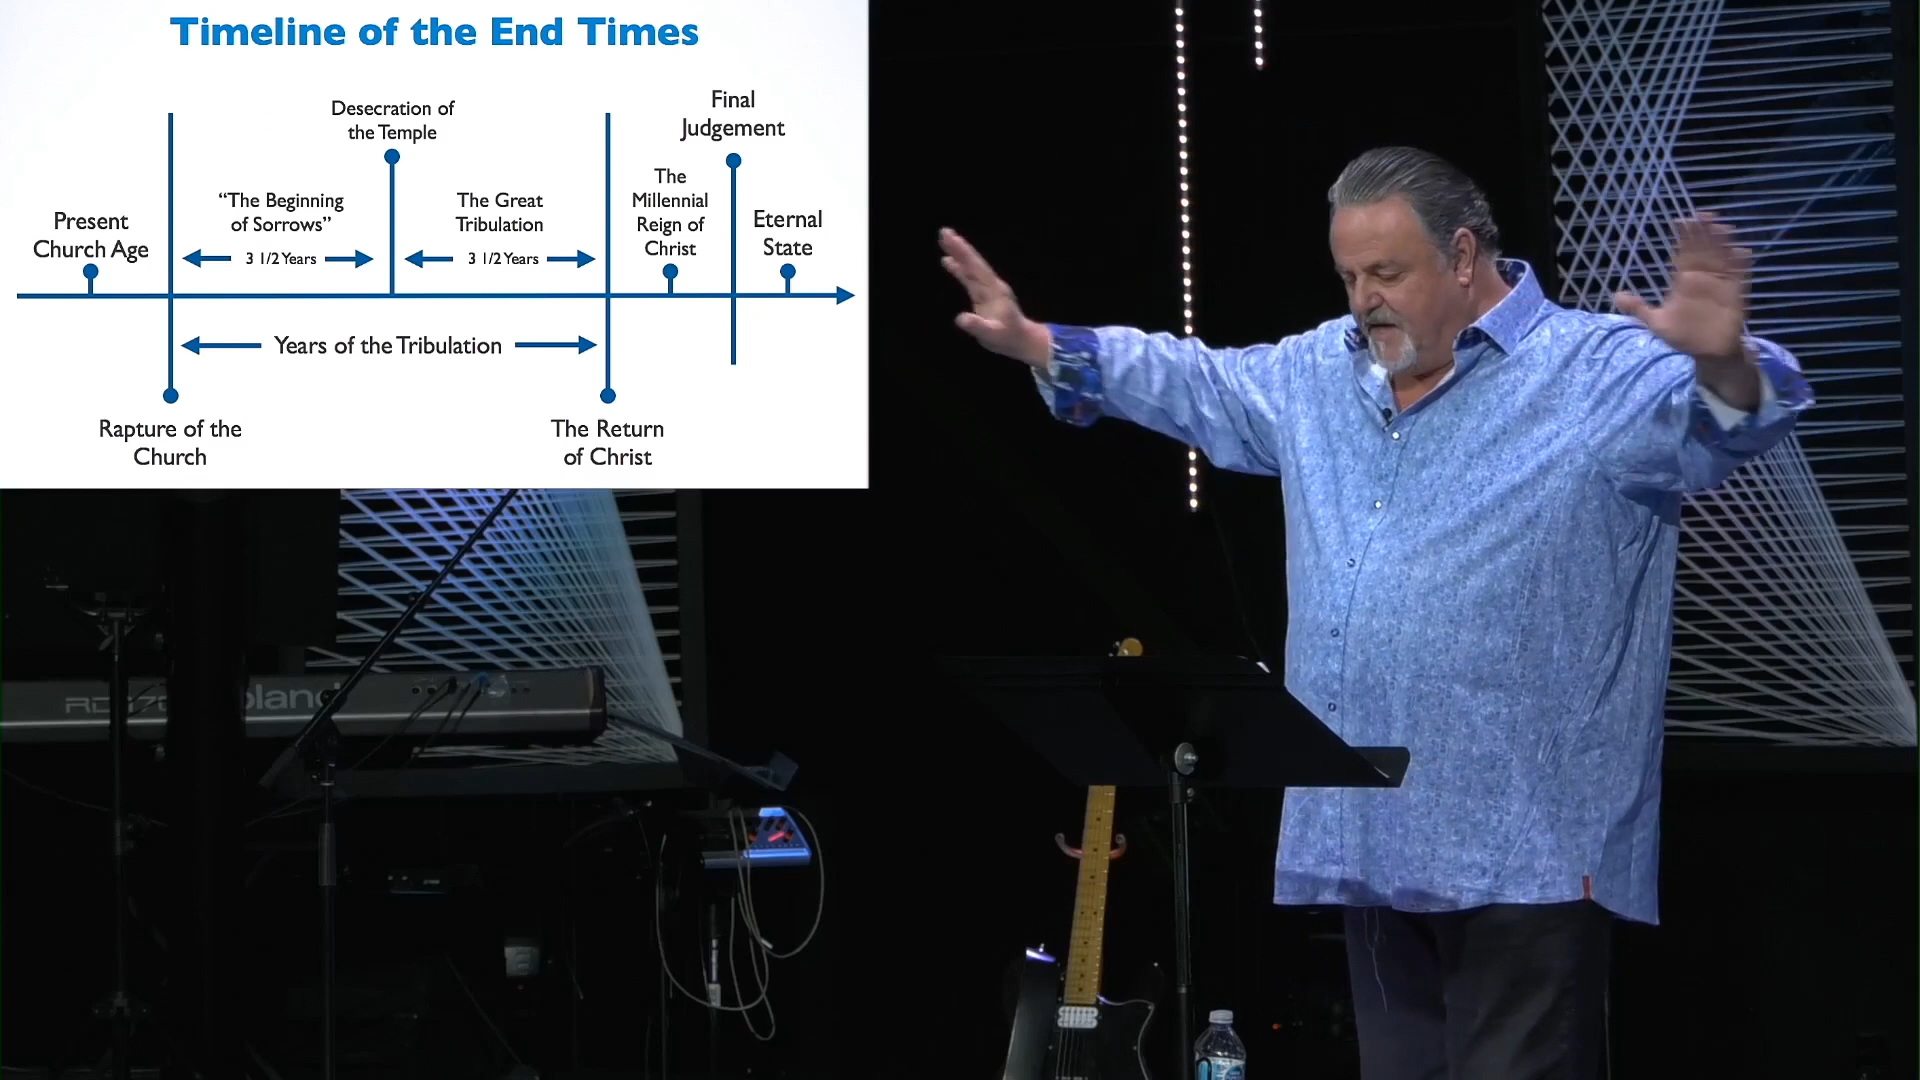 Timeline of the End Times
Desecration of
the Temple
Final
Judgement
Present
Church Age
"The Beginning
of Sorrows"
3 1/2 Years
The Great
Tribulation
3 1/2 Years
The
Millennial
Reign of
Christ
Eternal
State
Years of the Tribulation
Rapture of the
Church
The Return
of Christ